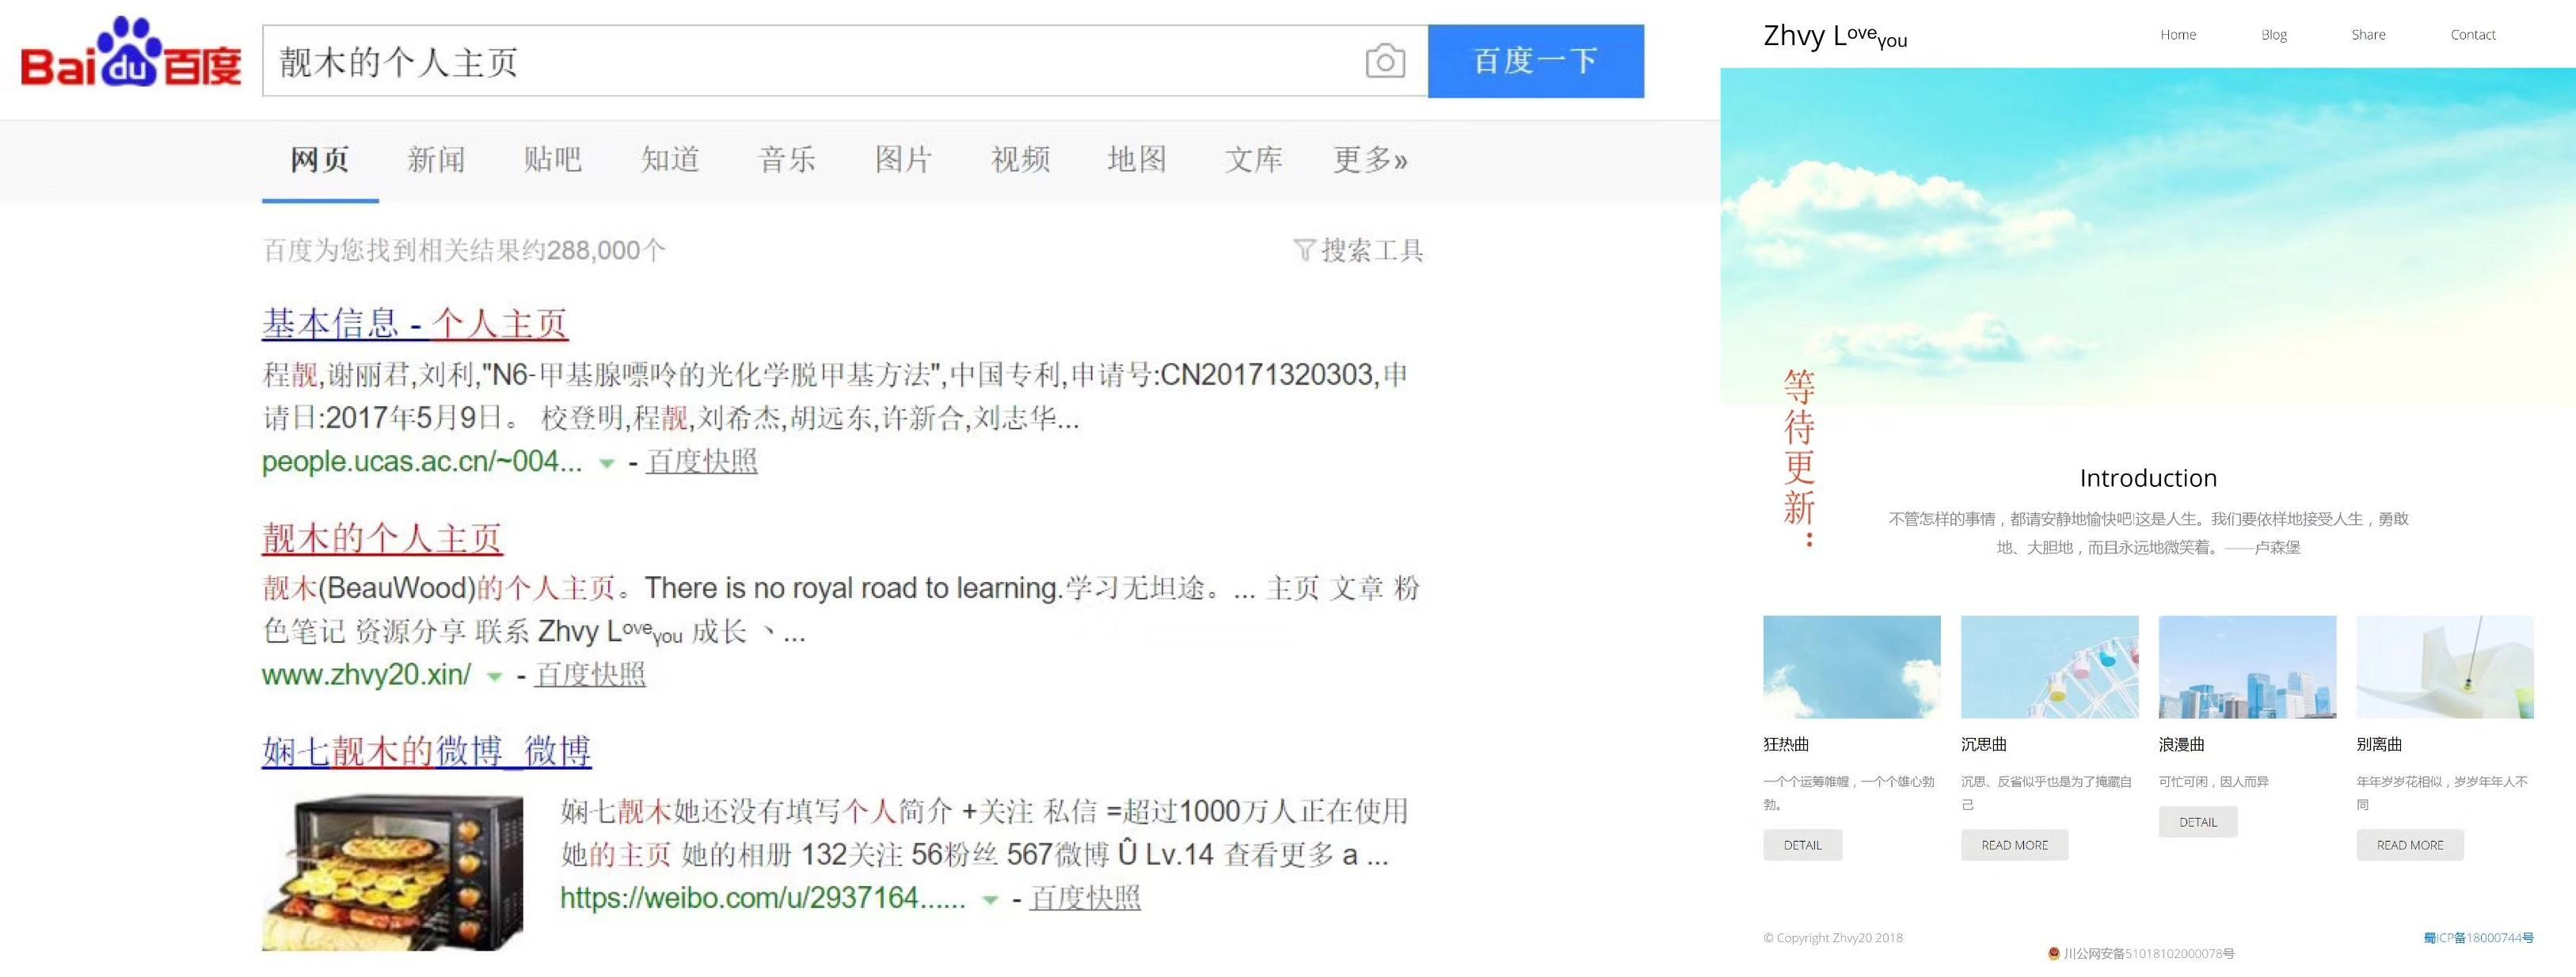 Bai du 百度
靓木的个人主页
百度一下
网页 新闻 贴吧 知道 音乐 图片 视频 地图 文库 更多»
百度为您找到相关结果约288,000个
搜索工具
基本信息 - 个人主页
程靓,谢丽君,刘利,"N6-甲基腺嘌呤的光化学脱甲基方法",中国专利,申请号:CN20171320303,申
请日:2017年5月9日。 校登明,程靓,刘希杰,胡远东,许新合,刘志华...
people.ucas.ac.cn/~004... - 百度快照
靓木的个人主页
靓木(BeauWood)的个人主页。There is no royal road to learning.学习无坦途。... 主页 文章 粉
色笔记 资源分享 联系 Zhvy Loveyou 成长 丶...
www.zhvy20.xin/ - 百度快照
娴七靓木的微博_微博
娴七靓木她还没有填写个人简介 +关注 私信 =超过1000万人正在使用
她的主页 她的相册 132关注 56粉丝 567微博 Û Lv.14 查看更多 a ...
https://weibo.com/u/2937164...... - 百度快照
Zhvy Loveyou
Home Blog Share Contact
等待更新：
Introduction
不管怎样的事情，都请安静地愉快吧!这是人生。我们要依样地接受人生，勇敢
地、大胆地，而且永远地微笑着。——卢森堡
狂热曲
一个个运筹帷幄，一个个雄心勃
勃。
DETAIL
沉思曲
沉思、反省似乎也是为了掩藏自
己
READ MORE
浪漫曲
可忙可闲，因人而异
DETAIL
别离曲
年年岁岁花相似，岁岁年年人不
同
READ MORE
© Copyright Zhvy20 2018
蜀ICP备18000744号
川公网安备51018102000078号